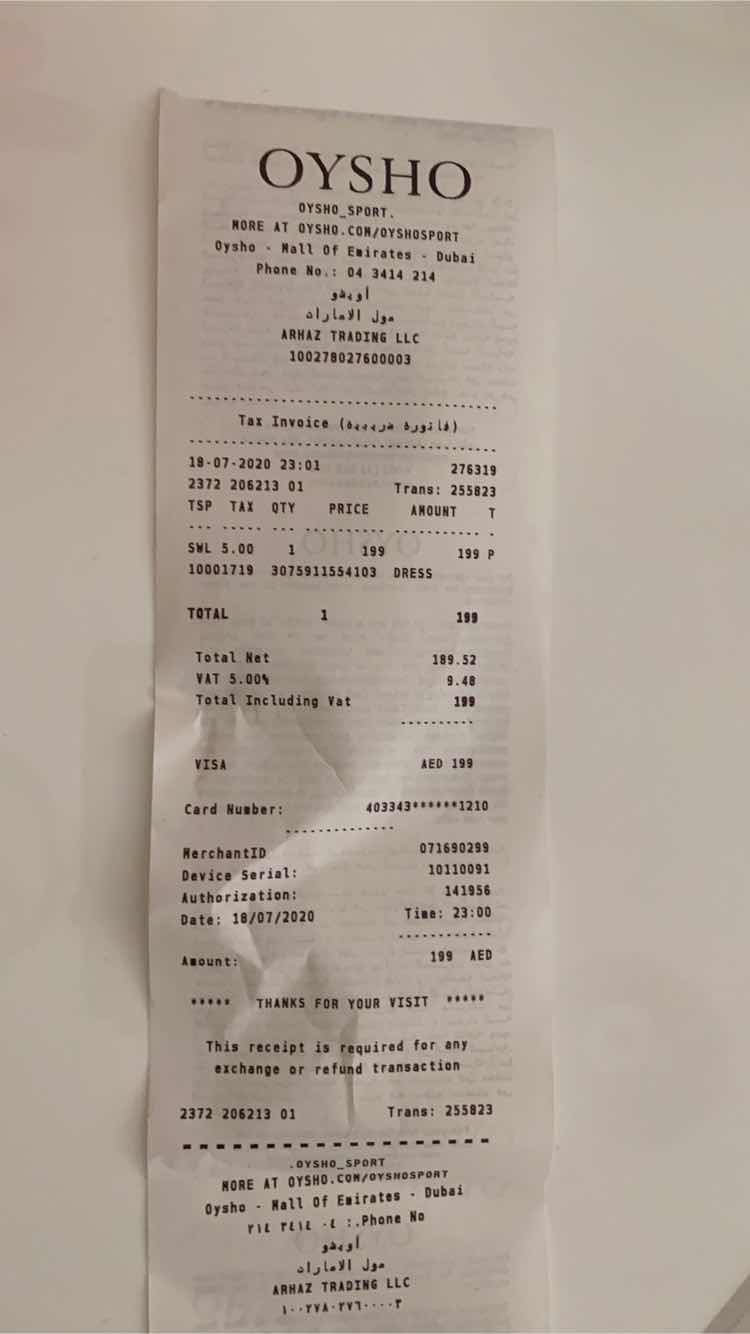 OYSHO
OYSHO_SPORT.
MORE AT OYSHO.COM/OYSHOSPORT
Oysho - Mall Of Emirates - Dubai
Phone No.: 04 3414 214
أويشو
مول الامارات
ARHAZ TRADING LLC
100278027600003
Tax Invoice (فاتورة ضريبية)
18-07-2020 23:01 276319
2372 206213 01 Trans: 255823
TSP TAX QTY PRICE AMOUNT T
SWL 5.00 1 199 199 P
10001719 3075911554103 DRESS
TOTAL 1 199
Total Net 189.52
VAT 5.00% 9.48
Total Including Vat 199
VISA AED 199
Card Number: 403343******1210
MerchantID 071690299
Device Serial: 10110091
Authorization: 141956
Date: 18/07/2020 Time: 23:00
Amount: 199 AED
***** THANKS FOR YOUR VISIT *****
This receipt is required for any
exchange or refund transaction
2372 206213 01 Trans: 255823
.OYSHO_SPORT
MORE AT OYSHO.COM/OYSHOSPORT
Oysho - Mall Of Emirates - Dubai
٢١٤ ٣٤١٤ ٠٤ :.Phone No
أويشو
مول الامارات
ARHAZ TRADING LLC
١٠٠٢٧٨٠٢٧٦٠٠٠٠٣